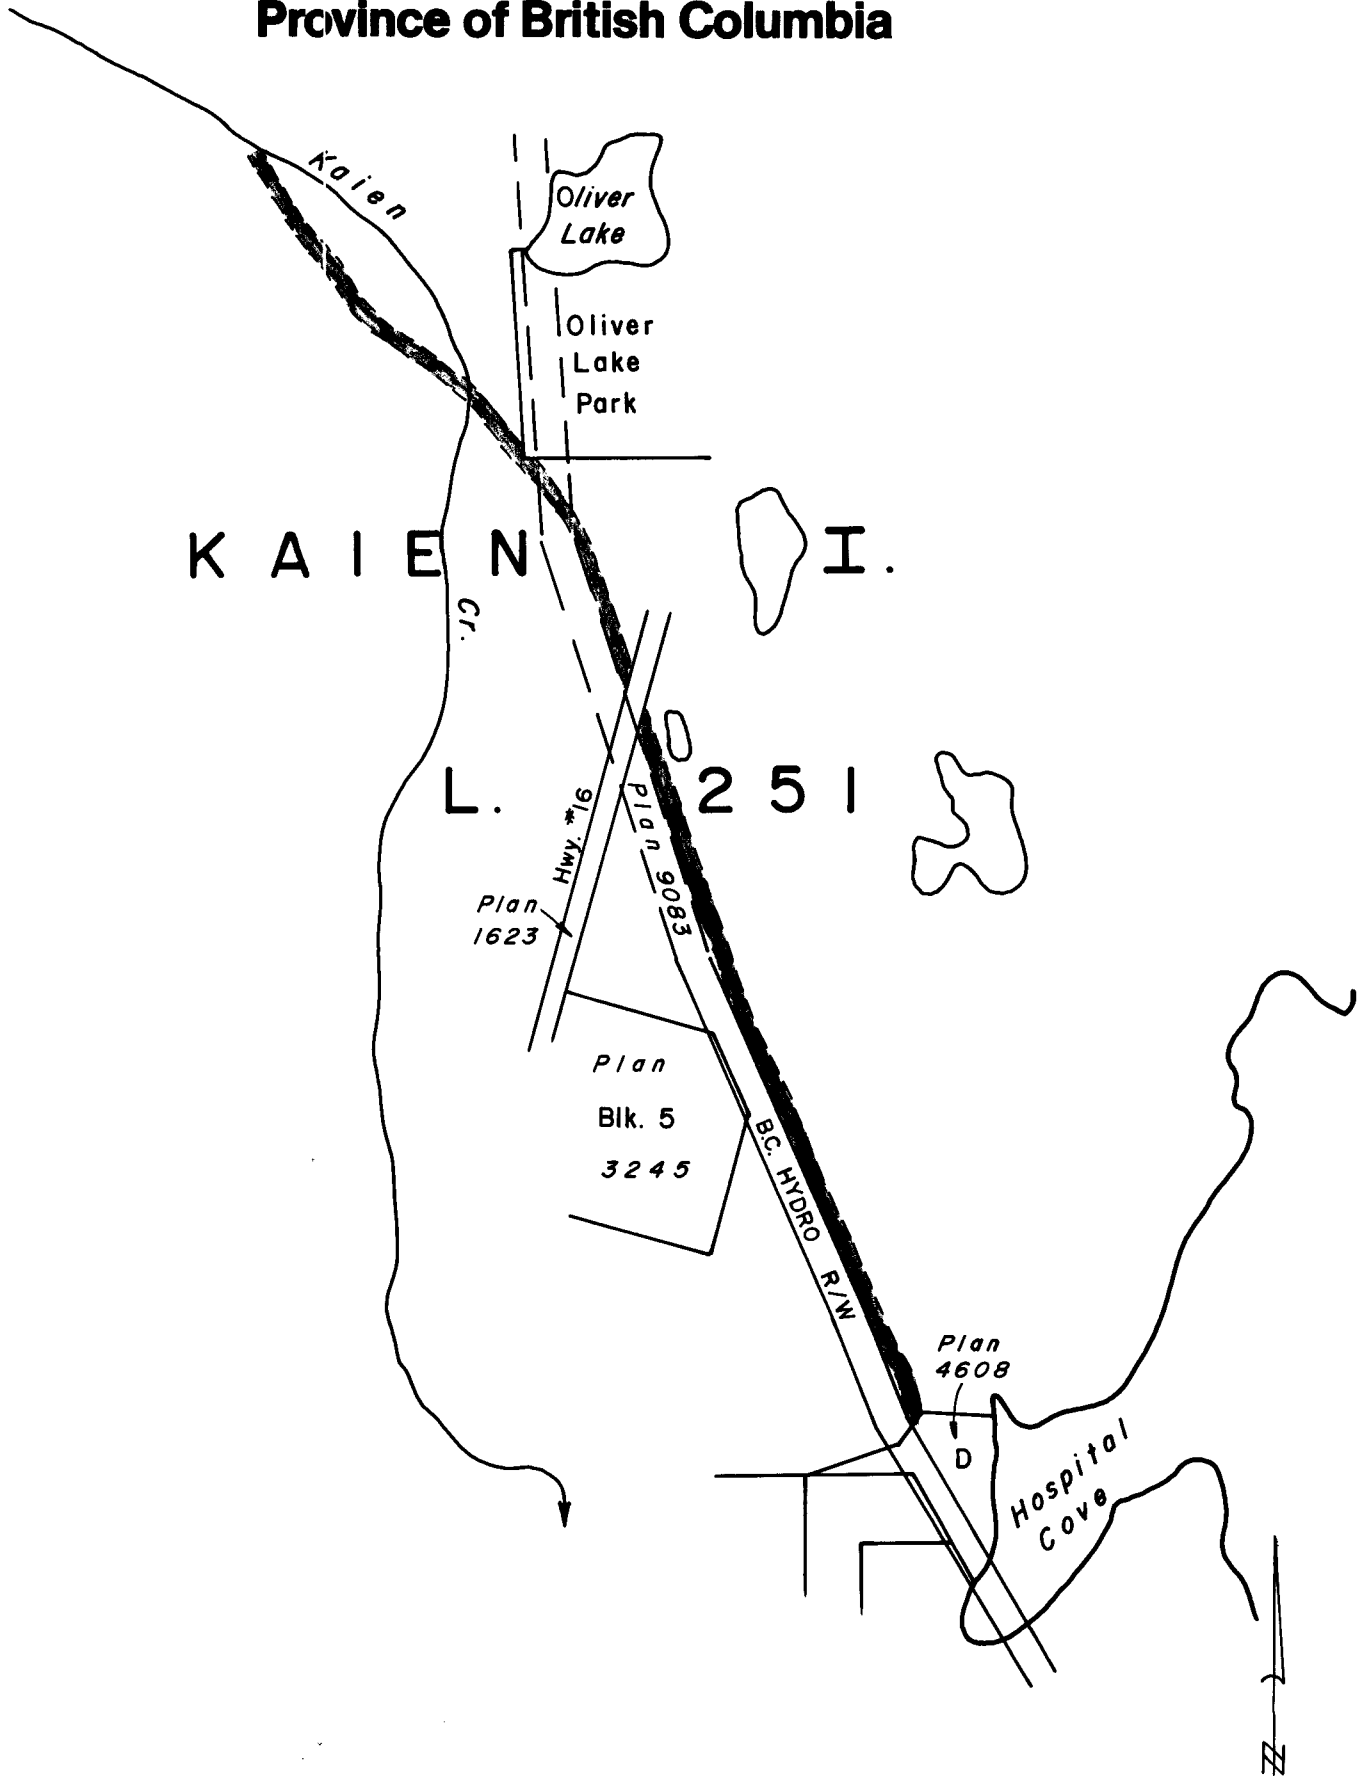 Province of British Columbia
Kaien
Oliver
Lake
Oliver
Lake
Park
KAIEN I.
Cr.
L. 251
Hwy. #16
Plan 9083
Plan
1623
Plan
Blk. 5
3245
B.C. HYDRO R/W
Plan
4608
D
Hospital
Cove
N